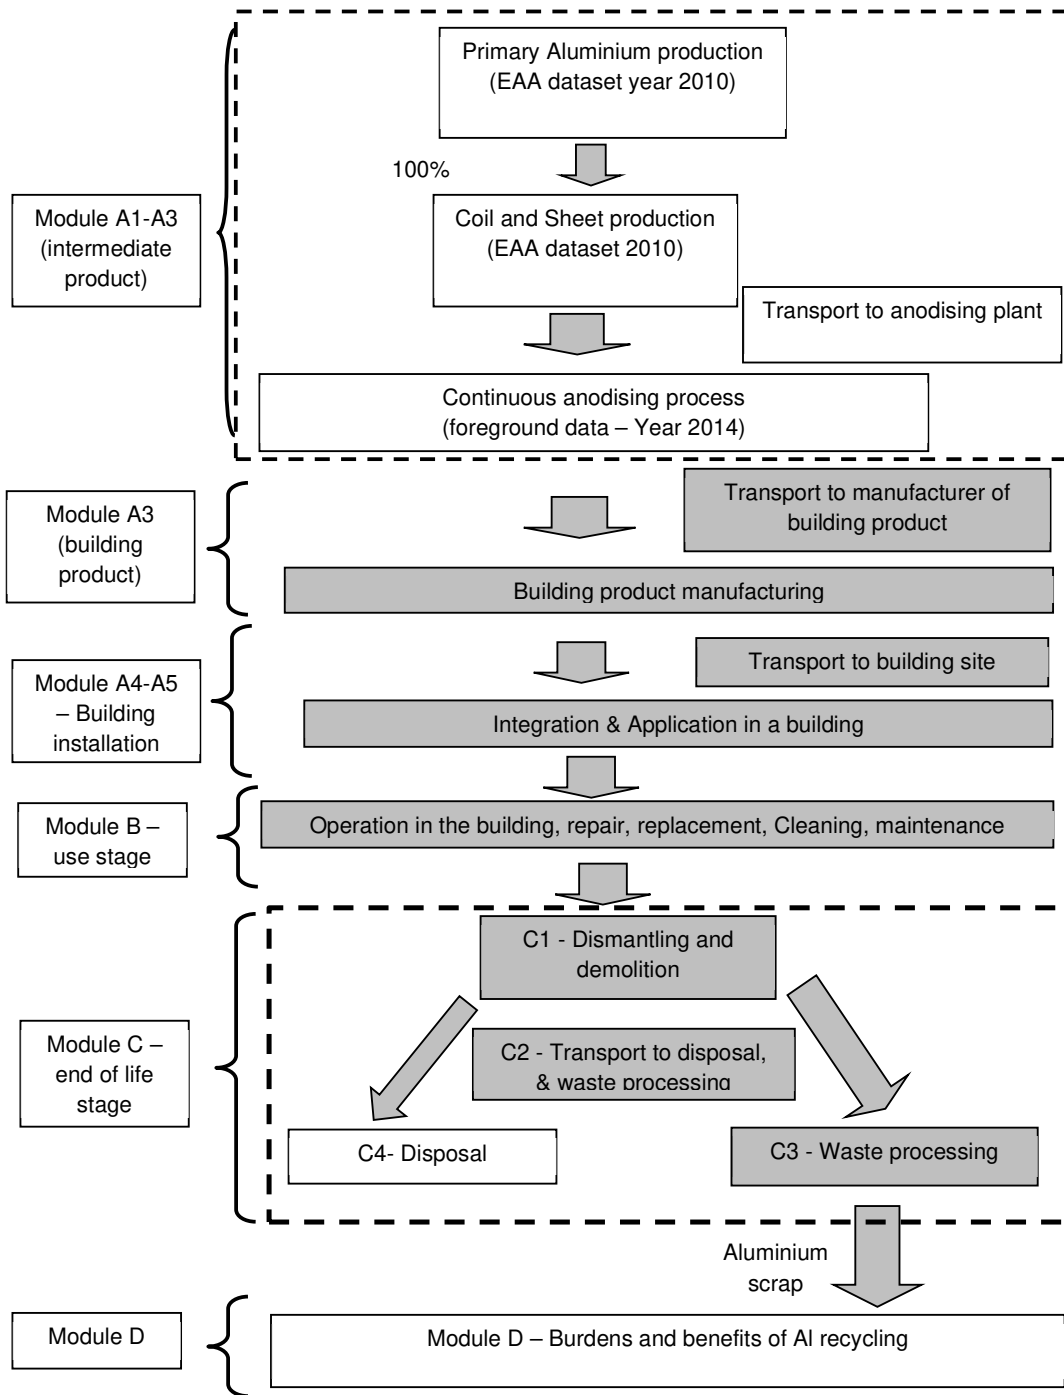 Primary Aluminium production
(EAA dataset year 2010)
100%
Module A1-A3
(intermediate
product)
Coil and Sheet production
(EAA dataset 2010)
Transport to anodising plant
Continuous anodising process
(foreground data – Year 2014)
Module A3
(building
product)
Transport to manufacturer of
building product
Building product manufacturing
Module A4-A5
– Building
installation
Transport to building site
Integration & Application in a building
Module B –
use stage
Operation in the building, repair, replacement, Cleaning, maintenance
Module C –
end of life
stage
C1 - Dismantling and
demolition
C2 - Transport to disposal,
& waste processing
C4- Disposal
C3 - Waste processing
Aluminium
scrap
Module D
Module D – Burdens and benefits of Al recycling